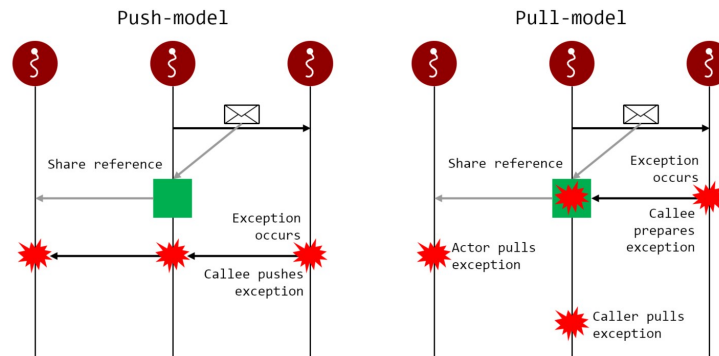 Push-model
Share reference
Exception
occurs
Callee pushes
exception
Pull-model
Share reference
Exception
occurs
Callee
prepares
exception
Actor pulls
exception
Caller pulls
exception